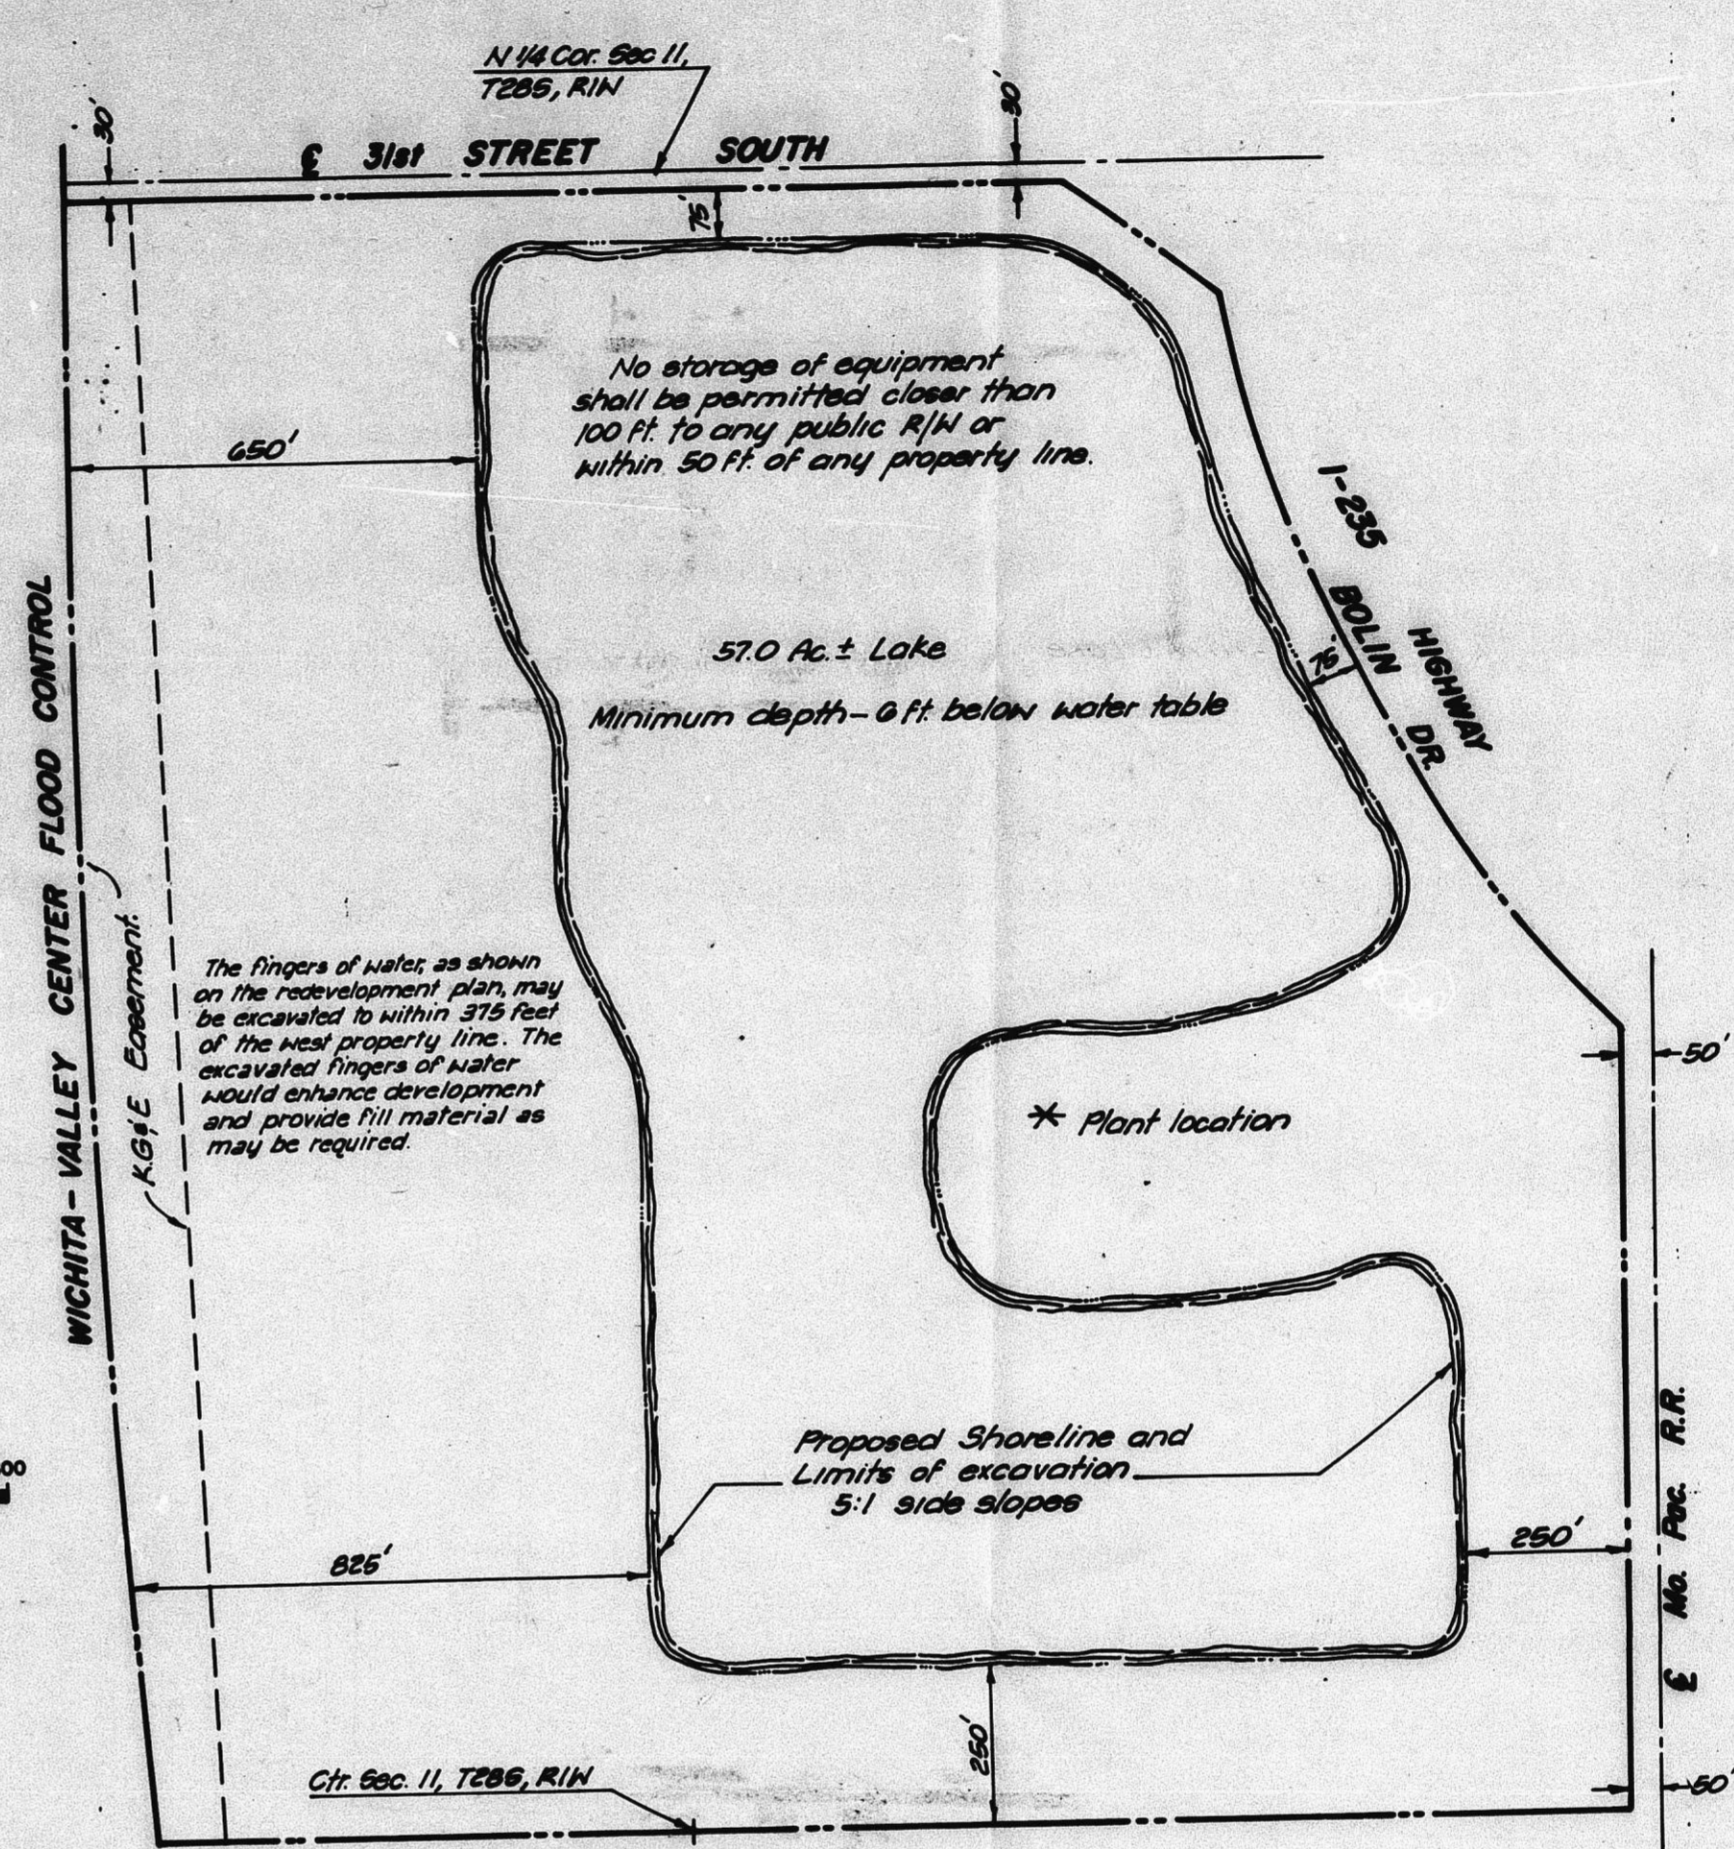 N 1/4 Cor. Sec 11,
T28S, R1W
30'
30'
℄ 31st STREET SOUTH
75'
No storage of equipment
shall be permitted closer than
100 ft. to any public R/W or
within 50 ft. of any property line.
650'
I-235
HIGHWAY
BOLIN DR.
75'
57.0 Ac. ± Lake
Minimum depth - 6 ft. below water table
WICHITA - VALLEY CENTER FLOOD CONTROL
K.G.&E. Easement.
The fingers of water, as shown
on the redevelopment plan, may
be excavated to within 375 feet
of the west property line. The
excavated fingers of water
would enhance development
and provide fill material as
may be required.
50'
* Plant location
Proposed Shoreline and
Limits of excavation
5:1 side slopes
825'
250'
℄ Mo. Pac. R.R.
250'
Ctr. Sec. 11, T28S, R1W
50'